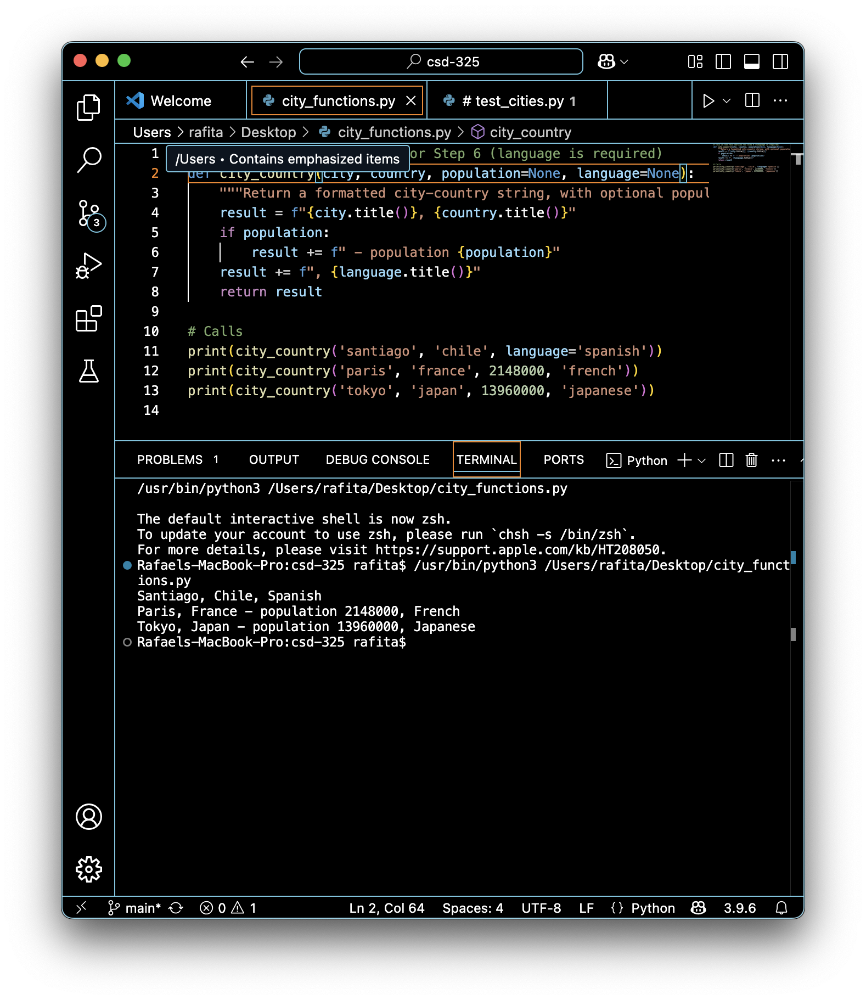 csd-325
Welcome
city_functions.py
# test_cities.py 1
Users > rafita > Desktop > city_functions.py > city_country
/Users • Contains emphasized items
1 or Step 6 (language is required)
2 def city_country(city, country, population=None, language=None):
3 """Return a formatted city-country string, with optional popul
4 result = f"{city.title()}, {country.title()}"
5 if population:
6 result += f" - population {population}"
7 result += f", {language.title()}"
8 return result
9
10 # Calls
11 print(city_country('santiago', 'chile', language='spanish'))
12 print(city_country('paris', 'france', 2148000, 'french'))
13 print(city_country('tokyo', 'japan', 13960000, 'japanese'))
14
3
PROBLEMS 1 OUTPUT DEBUG CONSOLE TERMINAL PORTS Python
/usr/bin/python3 /Users/rafita/Desktop/city_functions.py
The default interactive shell is now zsh.
To update your account to use zsh, please run `chsh -s /bin/zsh`.
For more details, please visit https://support.apple.com/kb/HT208050.
Rafaels-MacBook-Pro:csd-325 rafita$ /usr/bin/python3 /Users/rafita/Desktop/city_funct
ions.py
Santiago, Chile, Spanish
Paris, France - population 2148000, French
Tokyo, Japan - population 13960000, Japanese
Rafaels-MacBook-Pro:csd-325 rafita$
main* 0 1 Ln 2, Col 64 Spaces: 4 UTF-8 LF {} Python 3.9.6